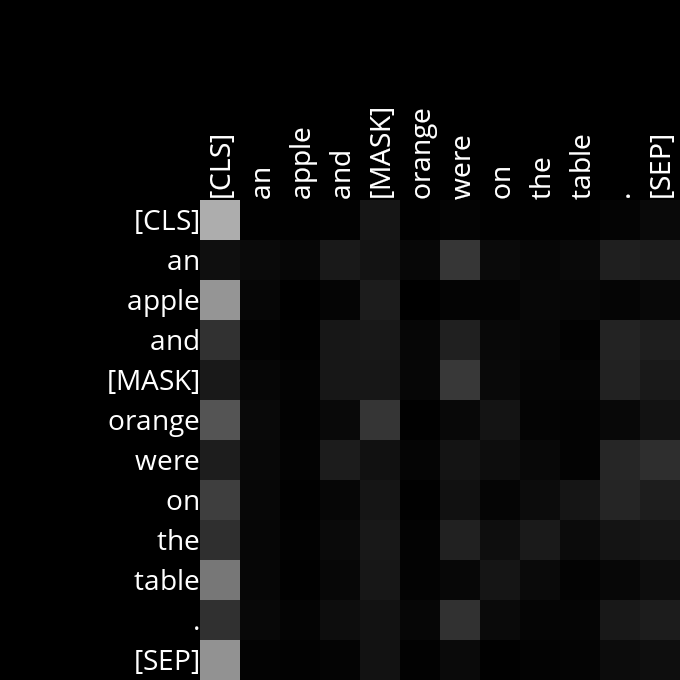 [CLS]
an
apple
and
[MASK]
orange
were
on
the
table
.
[SEP]
[CLS]
an
apple
and
[MASK]
orange
were
on
the
table
.
[SEP]